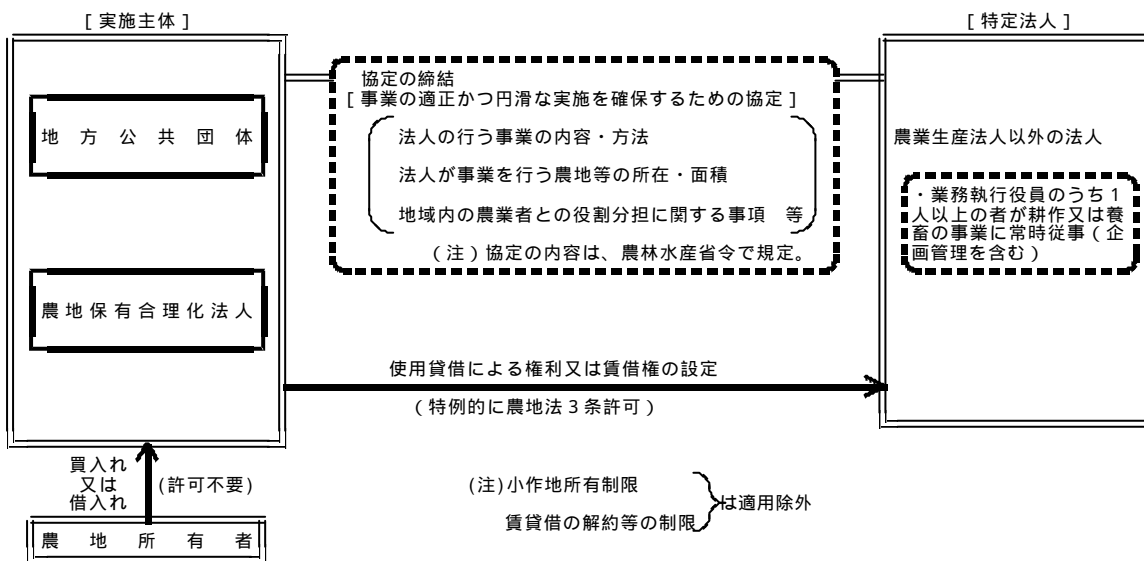 [ 実施主体 ]
[ 特定法人 ]
地方公共団体
農地保有合理化法人
協定の締結
[ 事業の適正かつ円滑な実施を確保するための協定 ]
法人の行う事業の内容・方法
法人が事業を行う農地等の所在・面積
地域内の農業者との役割分担に関する事項　等
（注）協定の内容は、農林水産省令で規定。
農業生産法人以外の法人
・業務執行役員のうち１
人以上の者が耕作又は養
畜の事業に常時従事（企
画管理を含む）
使用貸借による権利又は賃借権の設定
（特例的に農地法３条許可）
買入れ
又は
借入れ
(許可不要)
農地所有者
(注)小作地所有制限
賃貸借の解約等の制限
は適用除外